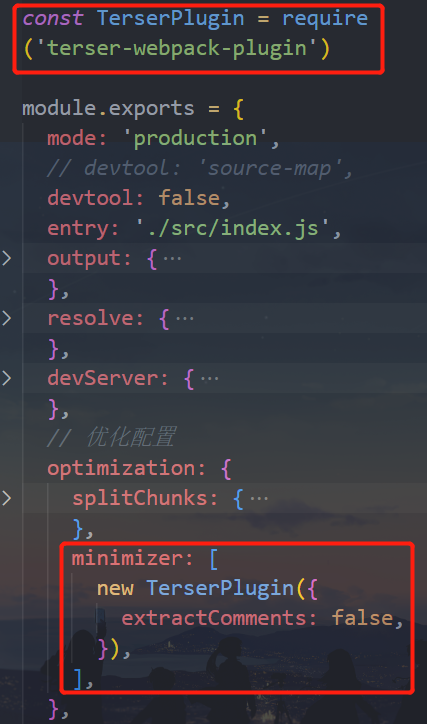 const TerserPlugin = require
('terser-webpack-plugin')
module.exports = {
mode: 'production',
// devtool: 'source-map',
devtool: false,
entry: './src/index.js',
output: {···
},
resolve: {···
},
devServer: {···
},
// 优化配置
optimization: {
splitChunks: {···
},
minimizer: [
new TerserPlugin({
extractComments: false,
}),
],
},